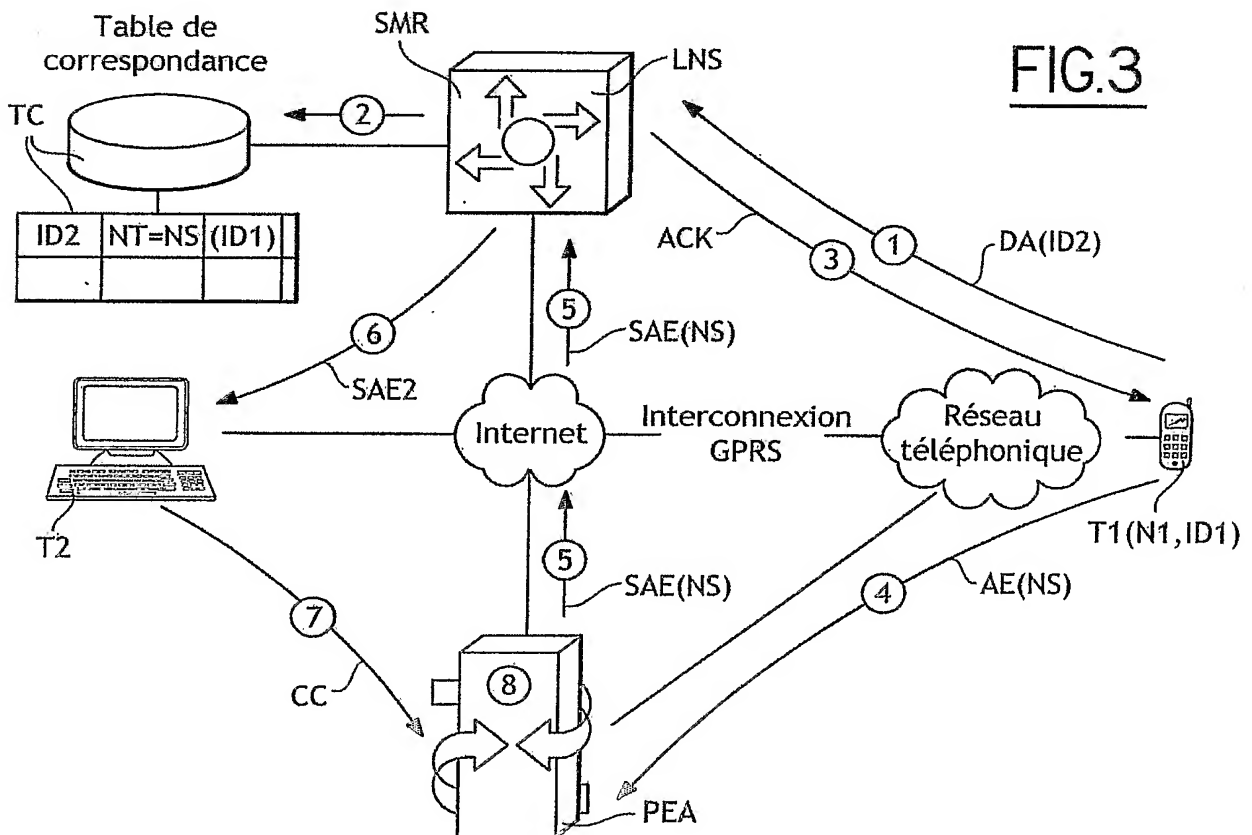 Table de
correspondance
SMR
LNS
FIG.3
TC
2
ID2 NT=NS (ID1)
ACK
3
1
DA(ID2)
5
SAE(NS)
6
SAE2
Internet
Interconnexion
GPRS
Réseau
téléphonique
T2
T1(N1,ID1)
5
SAE(NS)
4
AE(NS)
7
CC
8
PEA